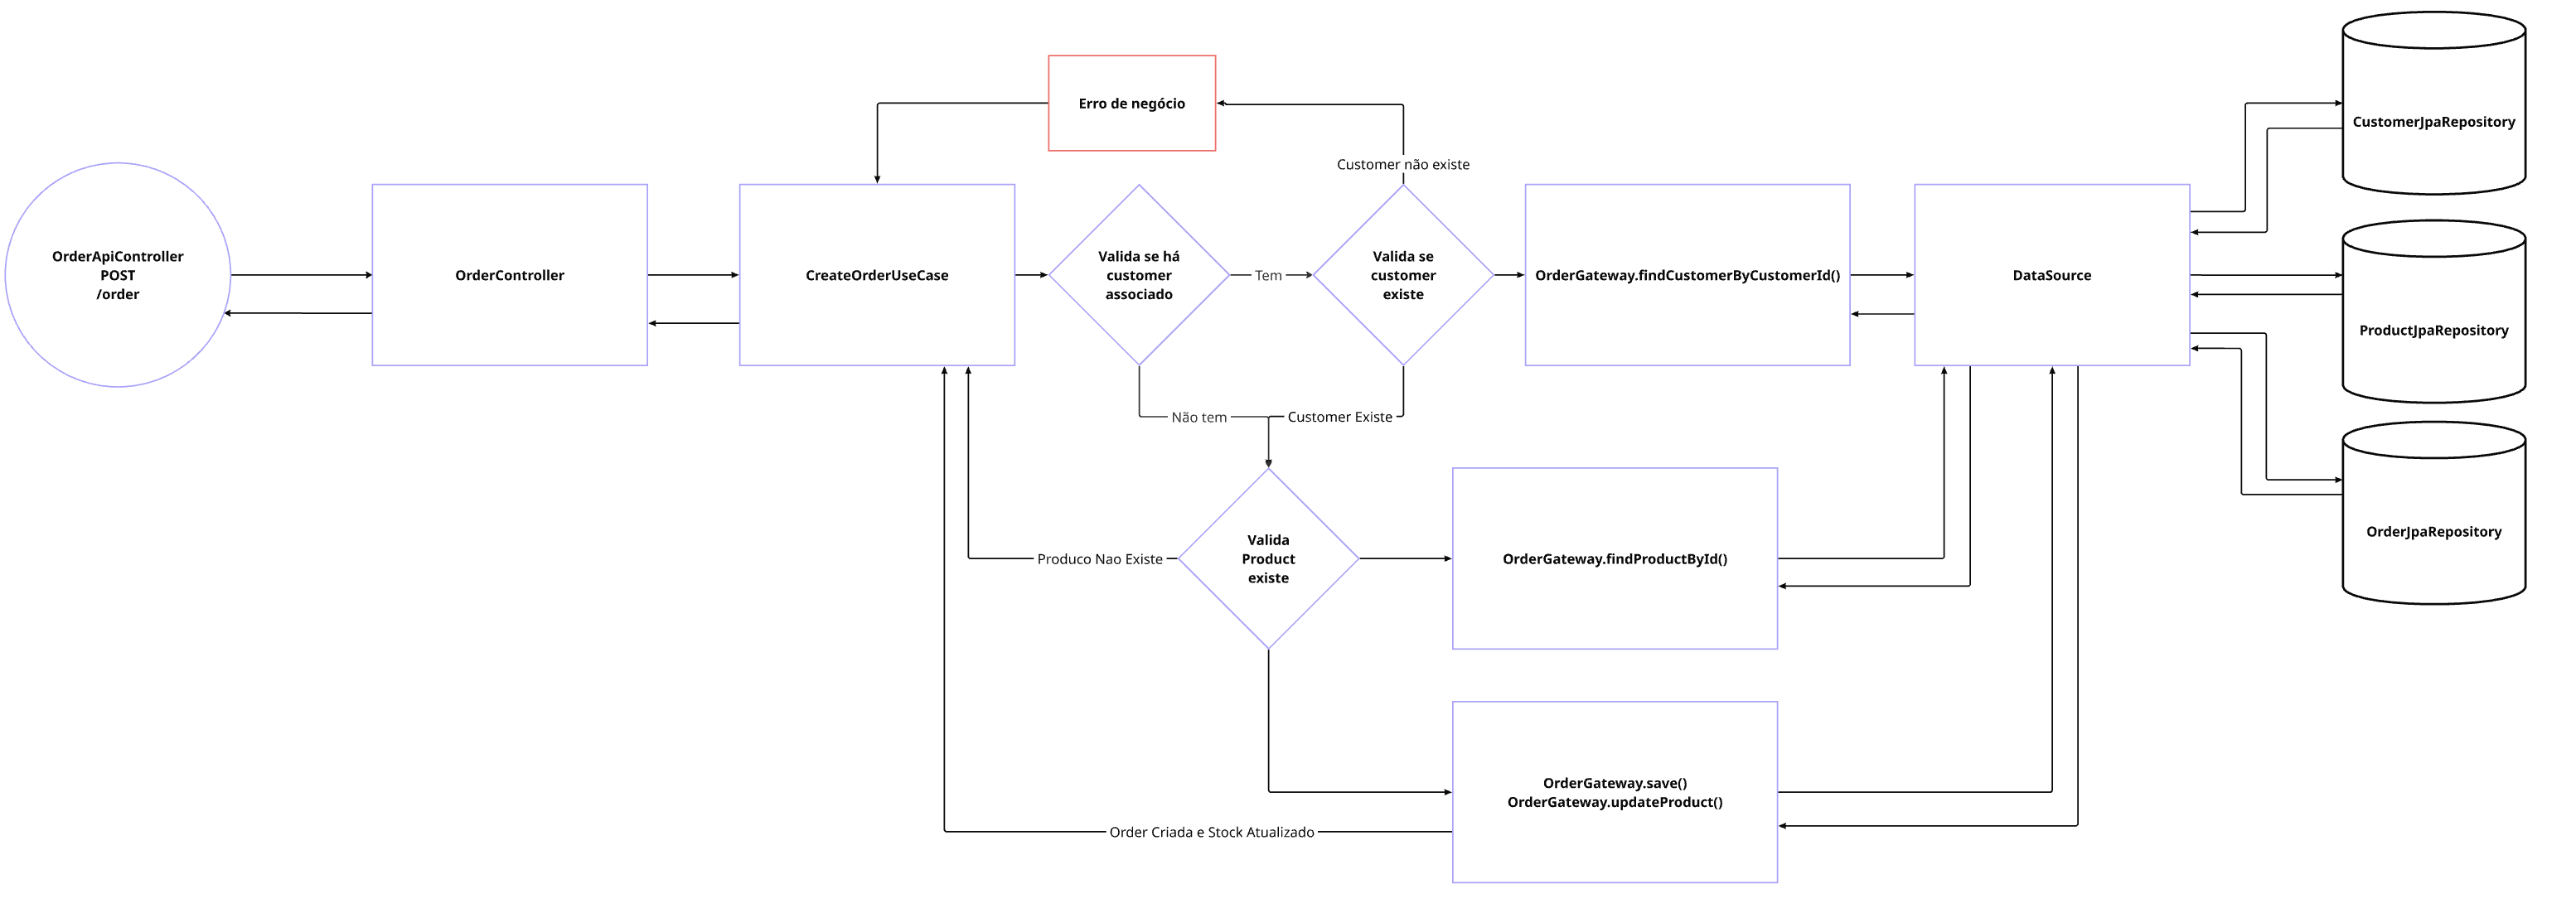 Erro de negócio
CustomerJpaRepository
Customer não existe
OrderApiController
POST
/order
OrderController
CreateOrderUseCase
Valida se há
customer
associado
Tem
Valida se
customer
existe
OrderGateway.findCustomerByCustomerId()
DataSource
ProductJpaRepository
Não tem
Customer Existe
OrderJpaRepository
Produco Nao Existe
Valida
Product
existe
OrderGateway.findProductById()
OrderGateway.save()
OrderGateway.updateProduct()
Order Criada e Stock Atualizado